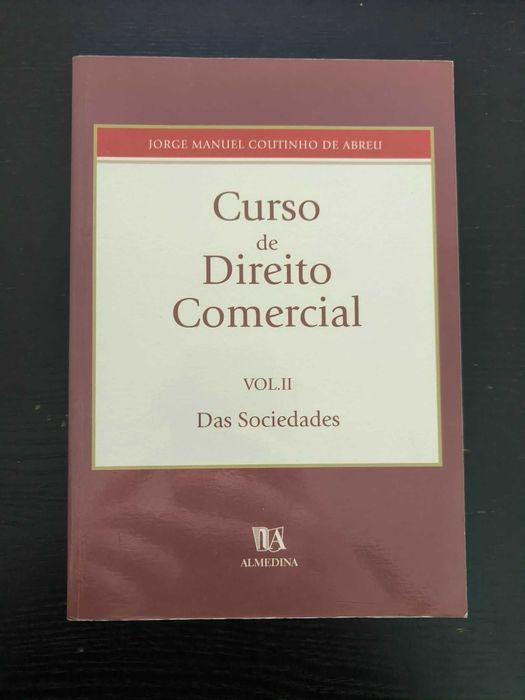 JORGE MANUEL COUTINHO DE ABREU
Curso
de
Direito
Comercial
VOL.II
Das Sociedades
ALMEDINA